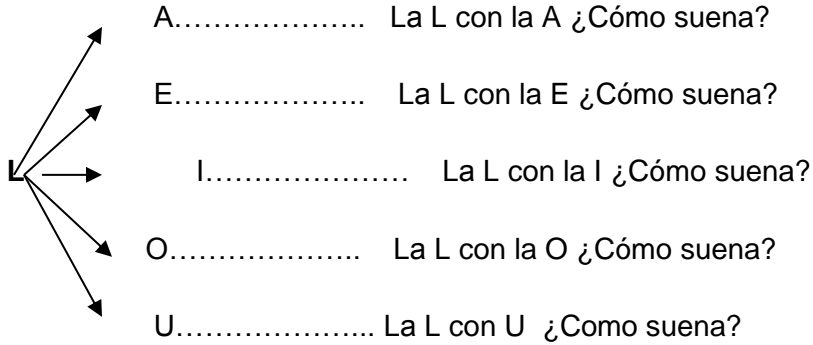 A……………….. La L con la A ¿Cómo suena?
E……………….. La L con la E ¿Cómo suena?
L I………………… La L con la I ¿Cómo suena?
O……………….. La L con la O ¿Cómo suena?
U………………... La L con U ¿Como suena?